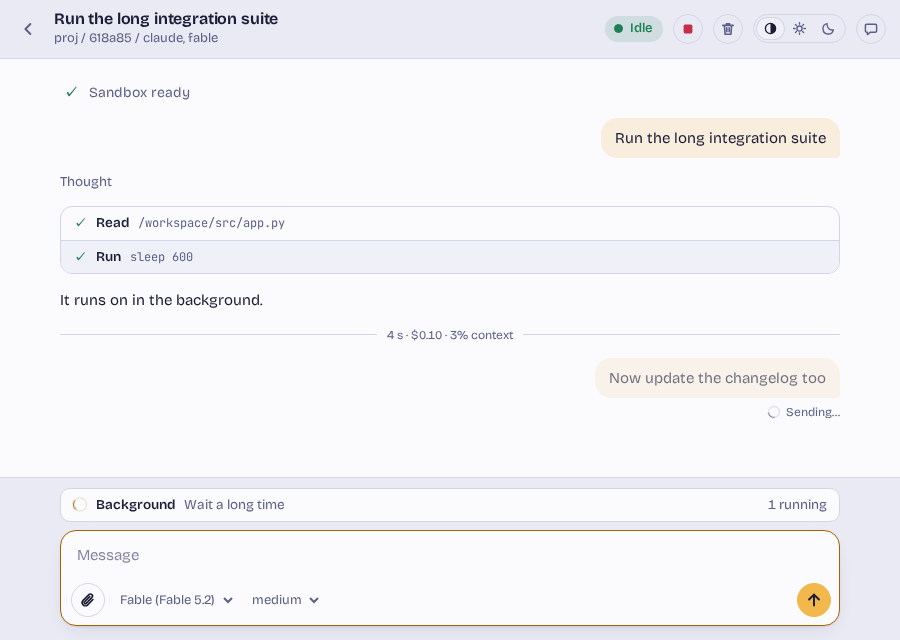 Run the long integration suite
proj / 618a85 / claude, fable
Idle
Sandbox ready
Run the long integration suite
Thought
Read /workspace/src/app.py
Run sleep 600
It runs on in the background.
4 s · $0.10 · 3% context
Now update the changelog too
Sending…
Background Wait a long time 1 running
Message
Fable (Fable 5.2) medium